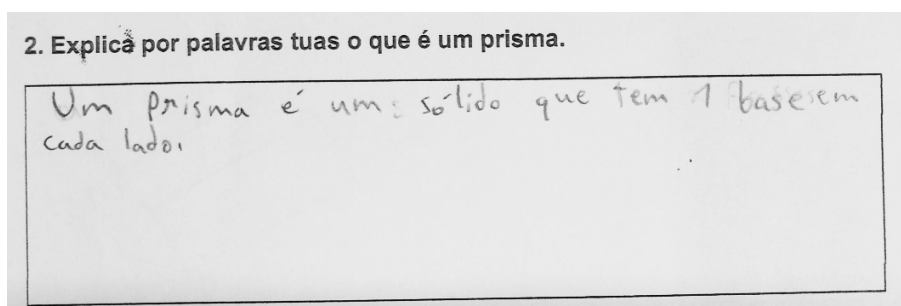 2. Explica por palavras tuas o que é um prisma.
Um prisma é um sólido que tem 1 base em
cada lado.